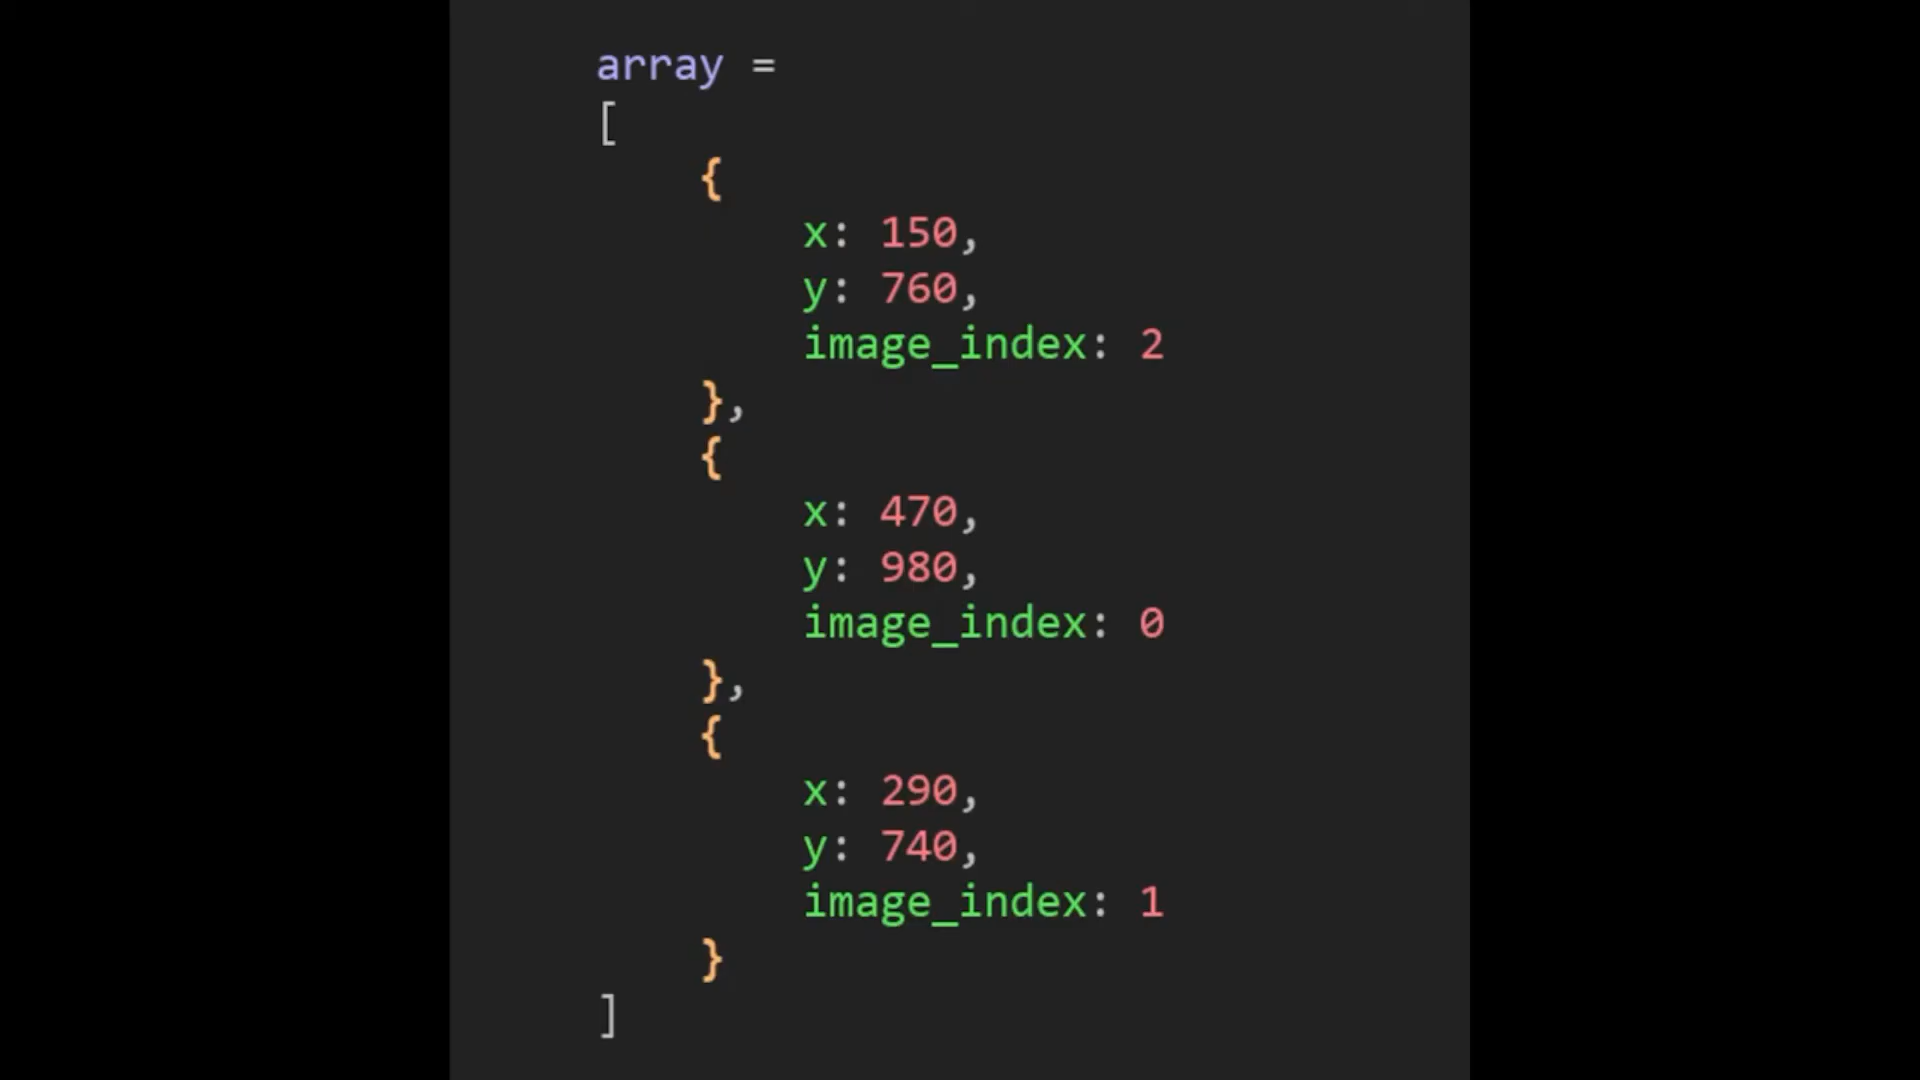 array =
[
{
x: 150,
y: 760,
image_index: 2
},
{
x: 470,
y: 980,
image_index: 0
},
{
x: 290,
y: 740,
image_index: 1
}
]